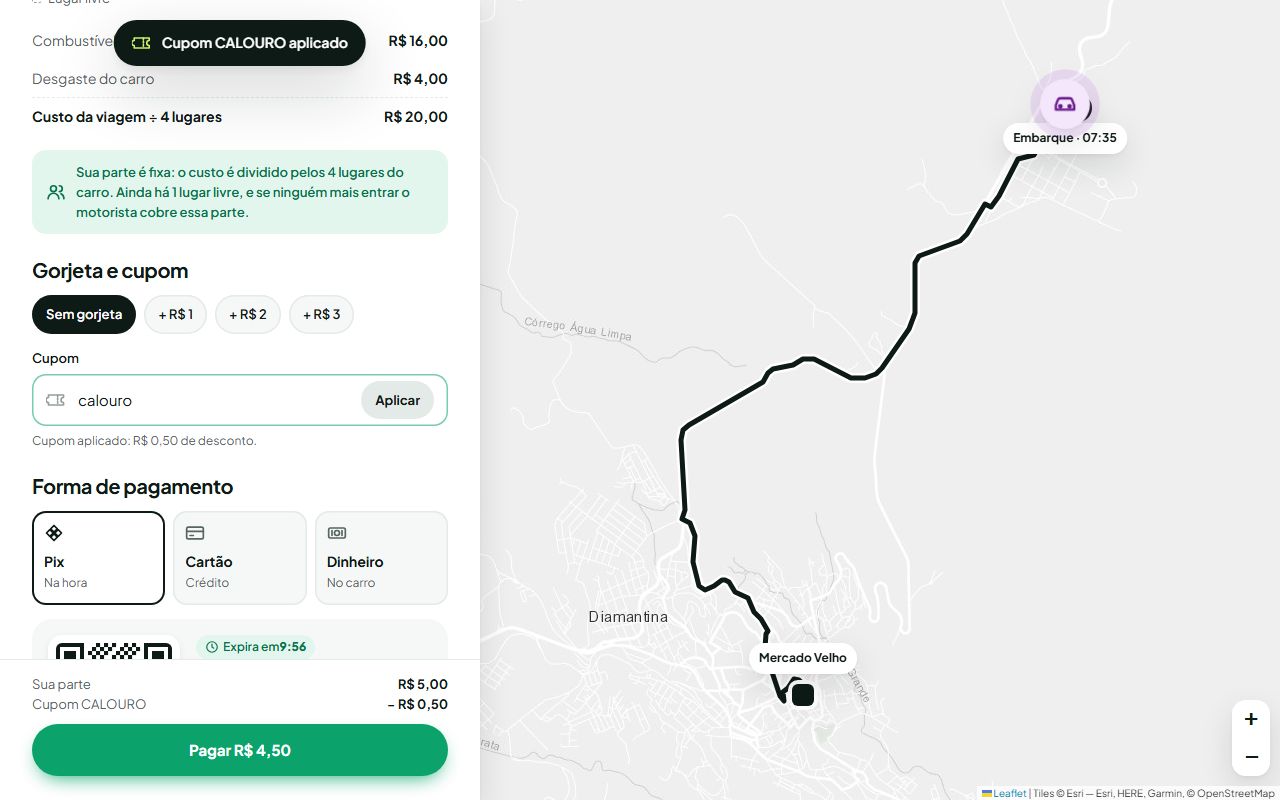 Lugar livre
Cupom CALOURO aplicado
Combustíve R$ 16,00
Desgaste do carro R$ 4,00
Custo da viagem ÷ 4 lugares R$ 20,00
Sua parte é fixa: o custo é dividido pelos 4 lugares do
carro. Ainda há 1 lugar livre, e se ninguém mais entrar o
motorista cobre essa parte.
Gorjeta e cupom
Sem gorjeta
+ R$ 1
+ R$ 2
+ R$ 3
Cupom
calouro
Aplicar
Cupom aplicado: R$ 0,50 de desconto.
Forma de pagamento
Pix
Na hora
Cartão
Crédito
Dinheiro
No carro
Expira em 9:56
Sua parte R$ 5,00
Cupom CALOURO – R$ 0,50
Pagar R$ 4,50
Embarque · 07:35
Córrego Água Limpa
Diamantina
Mercado Velho
Grande
rata
+
−
Leaflet | Tiles © Esri — Esri, HERE, Garmin, © OpenStreetMap